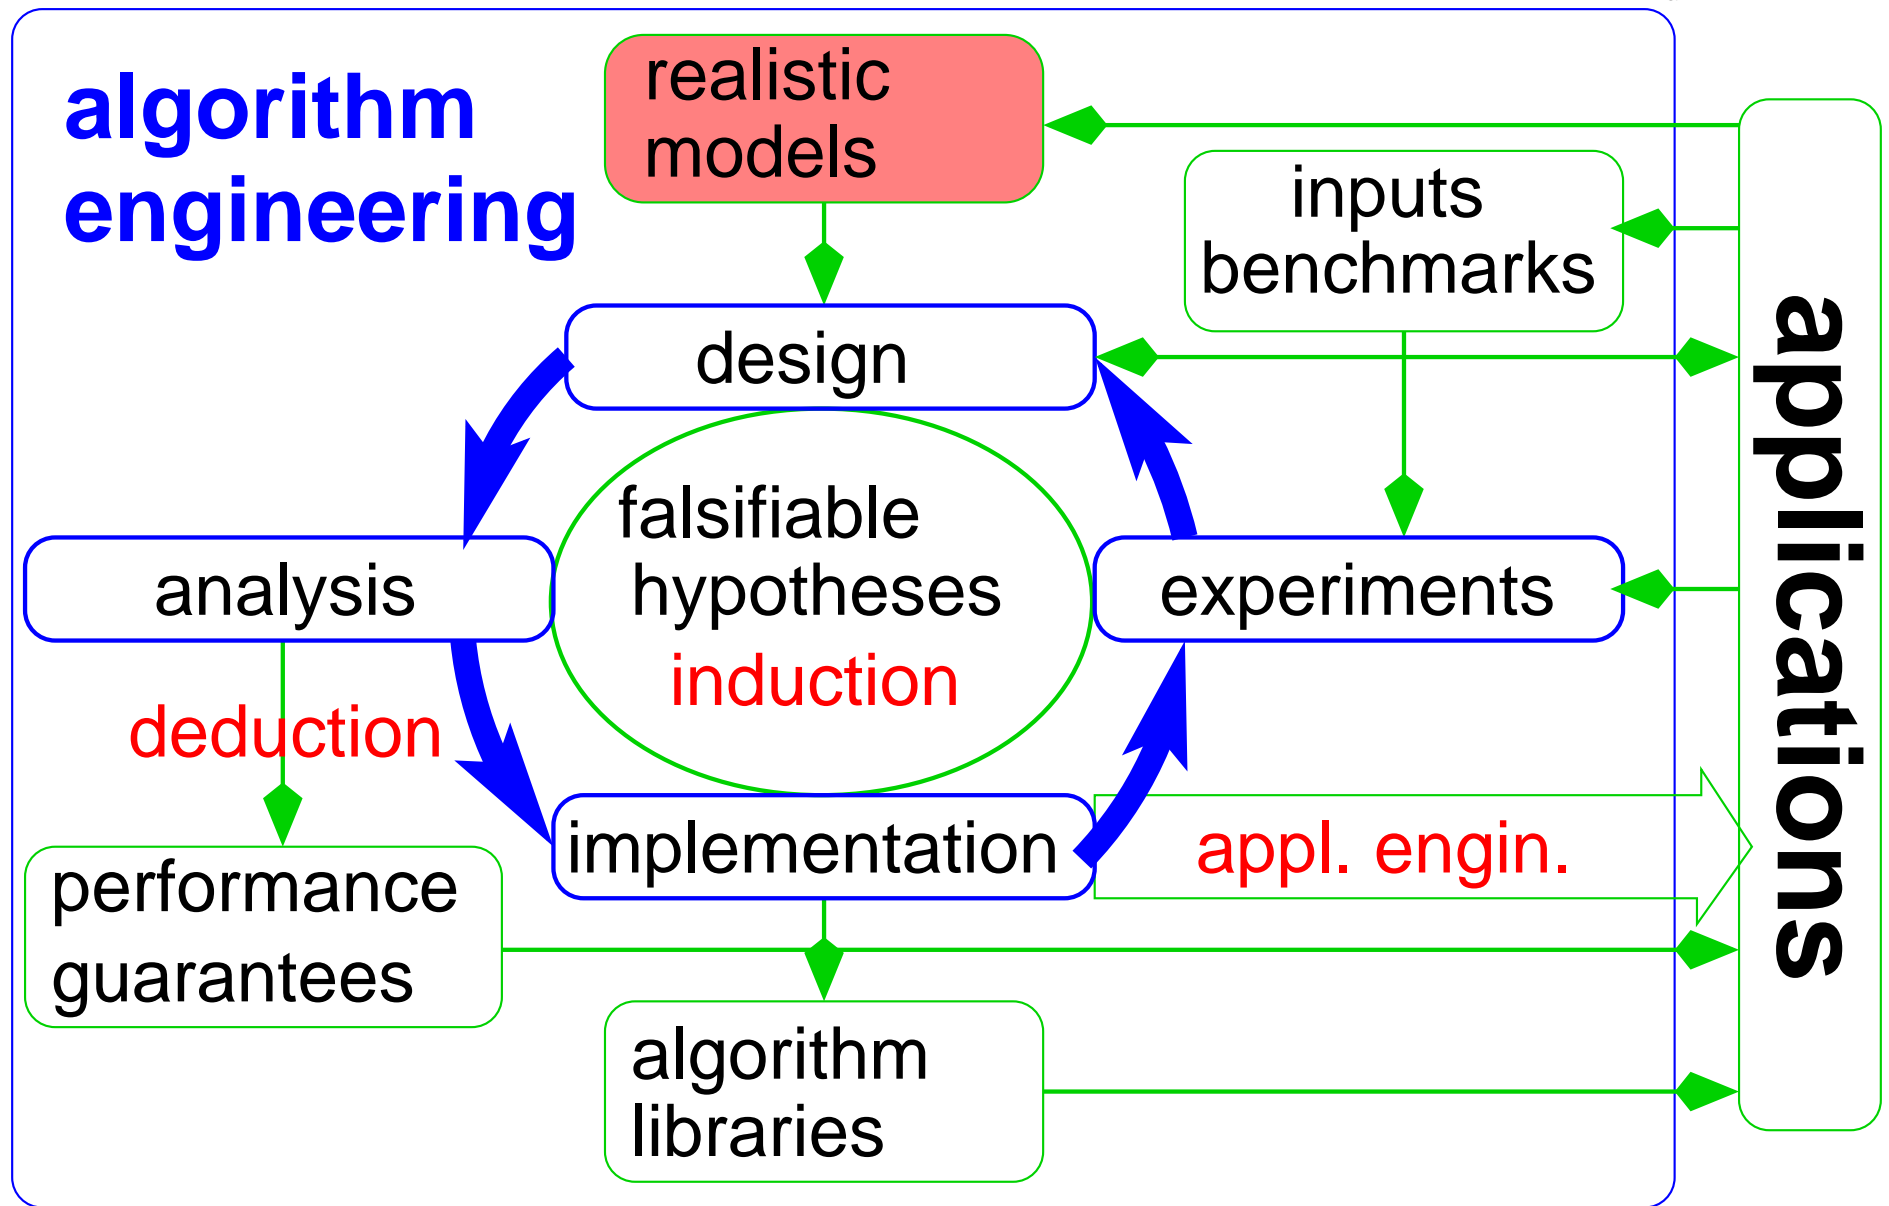 algorithm
engineering
realistic
models
inputs
benchmarks
design
falsifiable
hypotheses
induction
analysis
experiments
deduction
implementation
appl. engin.
performance
guarantees
algorithm
libraries
applications